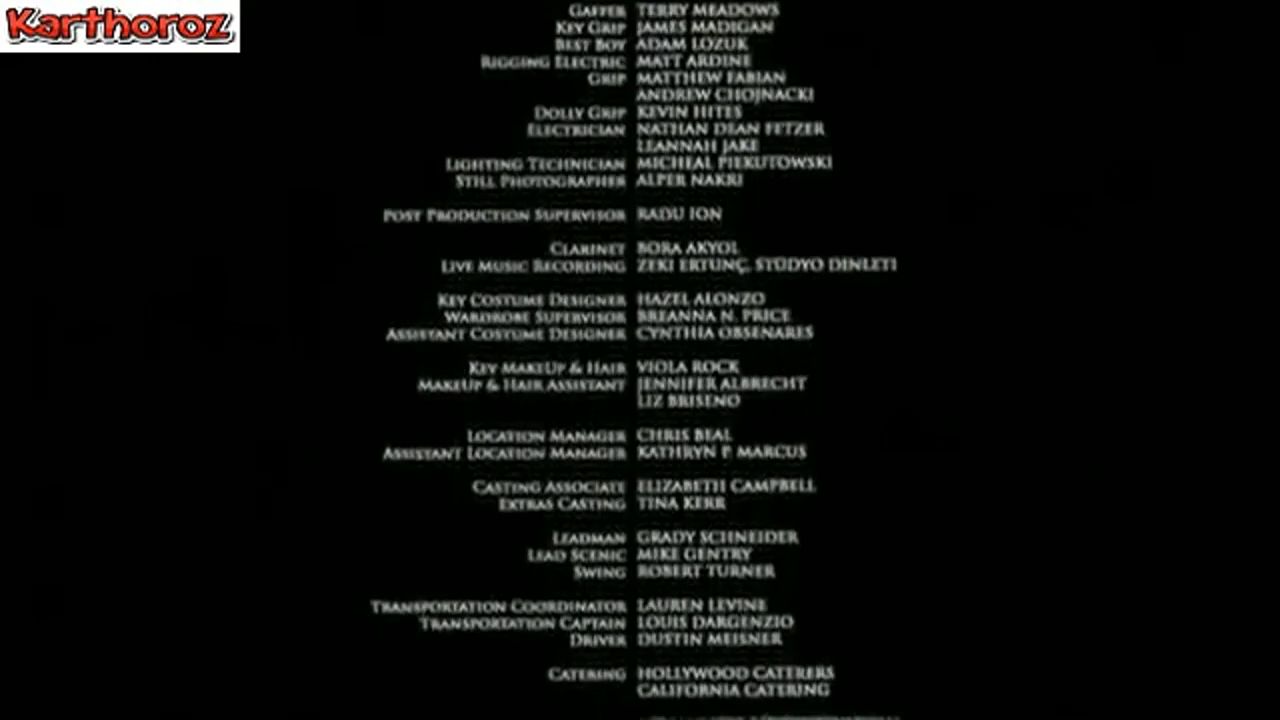 Karthoroz
GAFFER TERRY MEADOWS
KEY GRIP JAMES MADIGAN
BEST BOY ADAM LOZUK
RIGGING ELECTRIC MATT ARDINE
GRIP MATTHEW FABIAN
ANDREW CHOJNACKI
DOLLY GRIP KEVIN HITES
ELECTRICIAN NATHAN DEAN FETZER
LEANNAH JAKE
LIGHTING TECHNICIAN MICHEAL PIEKUTOWSKI
STILL PHOTOGRAPHER ALPER NAKRI
POST PRODUCTION SUPERVISOR RADU ION
CLARINET BORA AKYOL
LIVE MUSIC RECORDING ZEKI ERTUNÇ, STÜDYO DINLETI
KEY COSTUME DESIGNER HAZEL ALONZO
WARDROBE SUPERVISOR BREANNA N. PRICE
ASSISTANT COSTUME DESIGNER CYNTHIA OBSENARES
KEY MAKEUP & HAIR VIOLA ROCK
MAKEUP & HAIR ASSISTANT JENNIFER ALBRECHT
LIZ BRISENO
LOCATION MANAGER CHRIS BEAL
ASSISTANT LOCATION MANAGER KATHRYN P. MARCUS
CASTING ASSOCIATE ELIZABETH CAMPBELL
EXTRAS CASTING TINA KERR
LEADMAN GRADY SCHNEIDER
LEAD SCENIC MIKE GENTRY
SWING ROBERT TURNER
TRANSPORTATION COORDINATOR LAUREN LEVINE
TRANSPORTATION CAPTAIN LOUIS DARGENZIO
DRIVER DUSTIN MEISNER
CATERING HOLLYWOOD CATERERS
CALIFORNIA CATERING